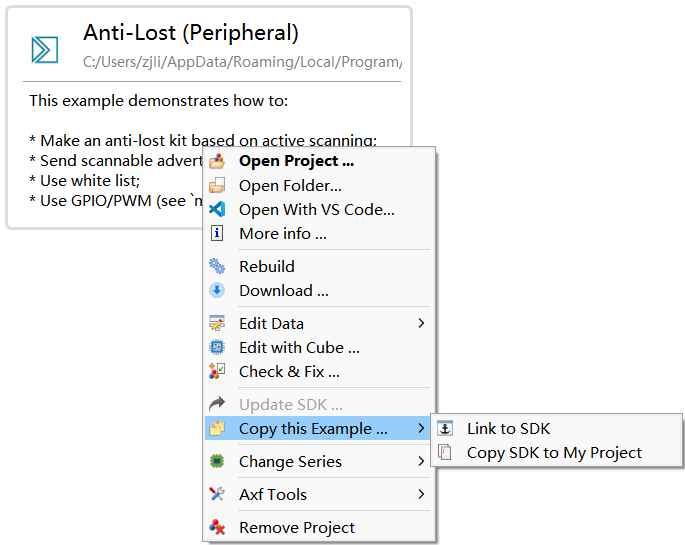 Anti-Lost (Peripheral)
C:/Users/zjli/AppData/Roaming/Local/Program/
This example demonstrates how to:
* Make an anti-lost kit based on active scanning;
* Send scannable advert
* Use white list;
* Use GPIO/PWM (see `m
Open Project ...
Open Folder...
Open With VS Code...
More info ...
Rebuild
Download ...
Edit Data
Edit with Cube ...
Check & Fix ...
Update SDK ...
Copy this Example ...
Link to SDK
Copy SDK to My Project
Change Series
Axf Tools
Remove Project